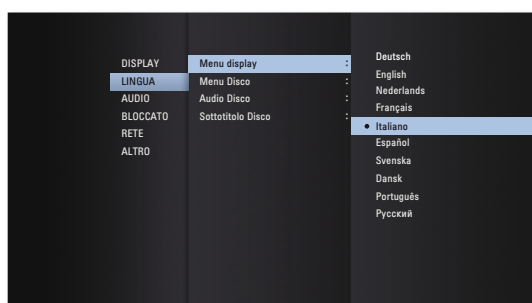 DISPLAY
LINGUA
AUDIO
BLOCCATO
RETE
ALTRO
Menu display :
Menu Disco :
Audio Disco :
Sottotitolo Disco :
Deutsch
English
Nederlands
Français
Italiano
Español
Svenska
Dansk
Português
Русский